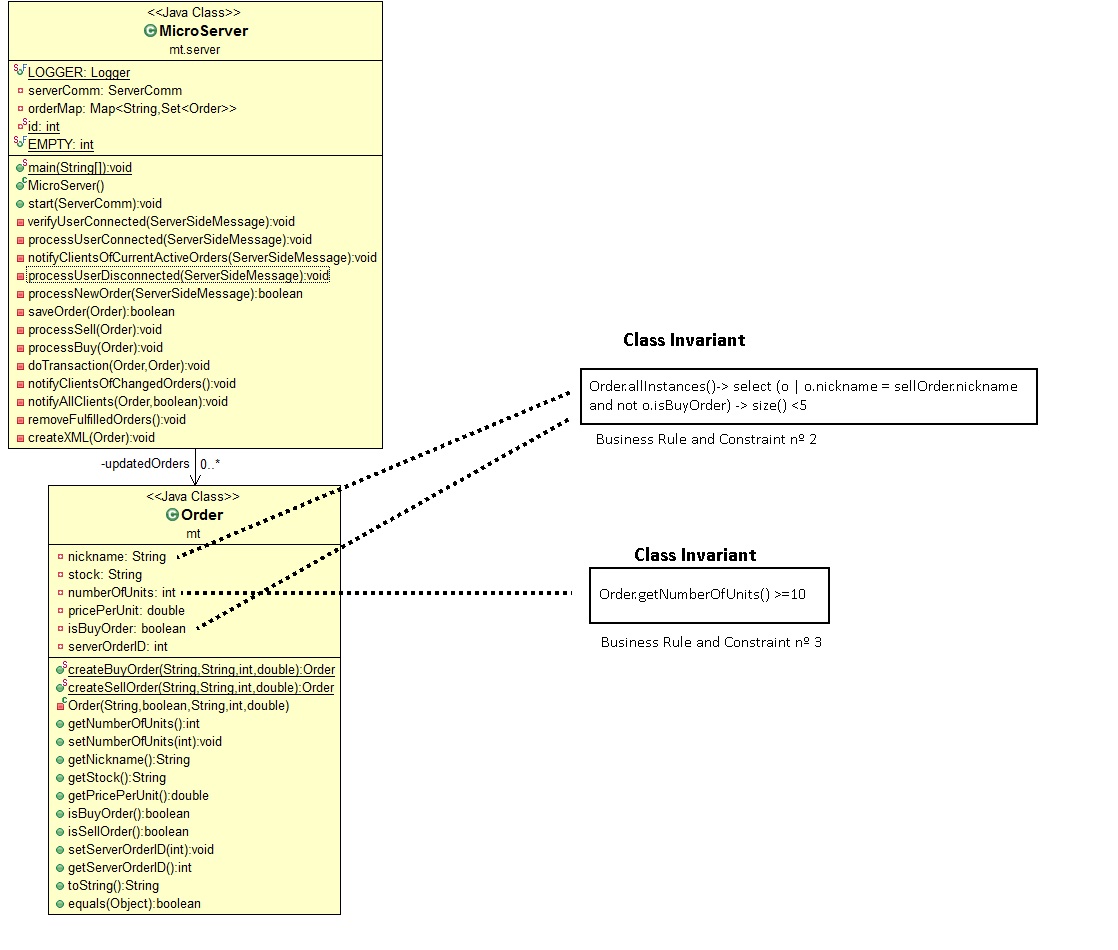 <<Java Class>>
MicroServer
mt.server
LOGGER: Logger
serverComm: ServerComm
orderMap: Map<String,Set<Order>>
id: int
EMPTY: int
main(String[]):void
MicroServer()
start(ServerComm):void
verifyUserConnected(ServerSideMessage):void
processUserConnected(ServerSideMessage):void
notifyClientsOfCurrentActiveOrders(ServerSideMessage):void
processUserDisconnected(ServerSideMessage):void
processNewOrder(ServerSideMessage):boolean
saveOrder(Order):boolean
processSell(Order):void
processBuy(Order):void
doTransaction(Order,Order):void
notifyClientsOfChangedOrders():void
notifyAllClients(Order,boolean):void
removeFulfilledOrders():void
createXML(Order):void
-updatedOrders 0..*
<<Java Class>>
Order
mt
nickname: String
stock: String
numberOfUnits: int
pricePerUnit: double
isBuyOrder: boolean
serverOrderID: int
createBuyOrder(String,String,int,double):Order
createSellOrder(String,String,int,double):Order
Order(String,boolean,String,int,double)
getNumberOfUnits():int
setNumberOfUnits(int):void
getNickname():String
getStock():String
getPricePerUnit():double
isBuyOrder():boolean
isSellOrder():boolean
setServerOrderID(int):void
getServerOrderID():int
toString():String
equals(Object):boolean
Class Invariant
Order.allInstances()-> select (o | o.nickname = sellOrder.nickname
and not o.isBuyOrder) -> size() <5
Business Rule and Constraint nº 2
Class Invariant
Order.getNumberOfUnits() >=10
Business Rule and Constraint nº 3